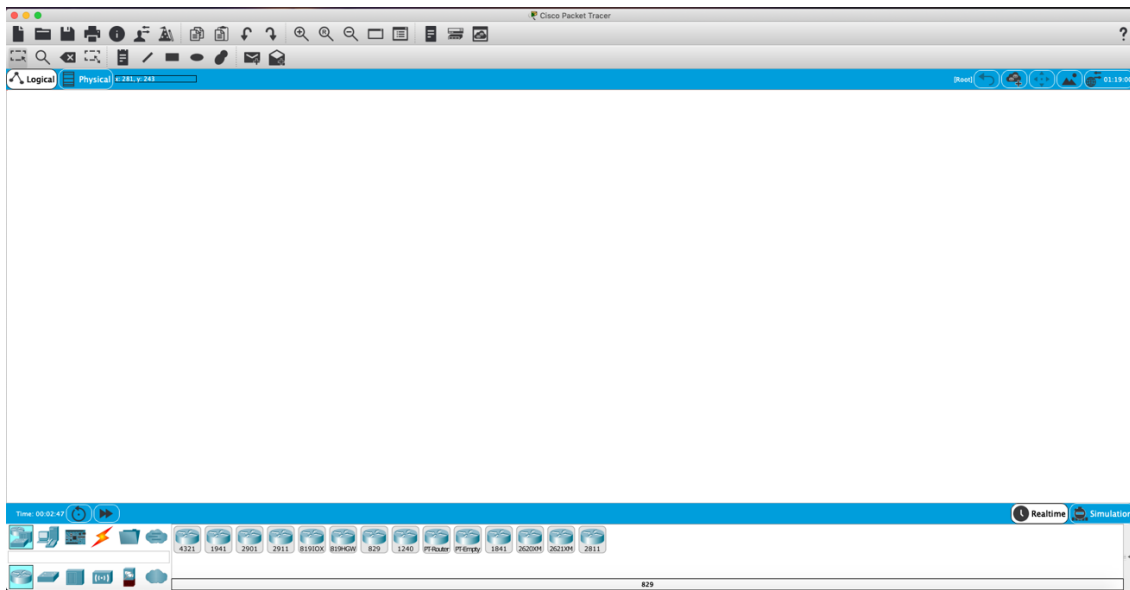 Cisco Packet Tracer
?
Logical Physical x: 281, y: 243 [Root] 01:19:00
Time: 00:02:47 Realtime Simulation
4321 1941 2901 2911 819IOX 819HGW 829 1240 PT-Router PT-Empty 1841 2620XM 2621XM 2811
829